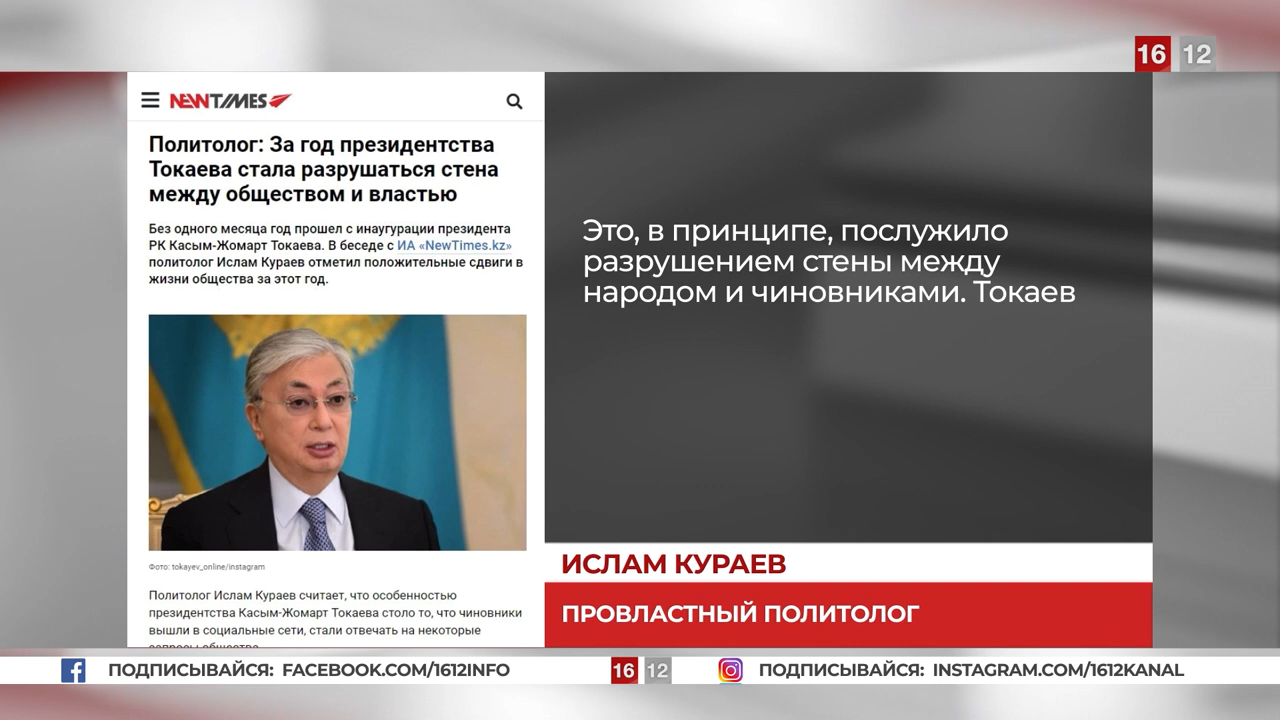 16 12
NEWTIMES
Политолог: За год президентства
Токаева стала разрушаться стена
между обществом и властью
Без одного месяца год прошел с инаугурации президента
РК Касым-Жомарт Токаева. В беседе с ИА «NewTimes.kz»
политолог Ислам Кураев отметил положительные сдвиги в
жизни общества за этот год.
Фото: tokayev_online/instagram
Политолог Ислам Кураев считает, что особенностью
президентства Касым-Жомарт Токаева столо то, что чиновники
вышли в социальные сети, стали отвечать на некоторые
запросы общества
Это, в принципе, послужило
разрушением стены между
народом и чиновниками. Токаев
ИСЛАМ КУРАЕВ
ПРОВЛАСТНЫЙ ПОЛИТОЛОГ
ПОДПИСЫВАЙСЯ: FACEBOOK.COM/1612INFO
16 12
ПОДПИСЫВАЙСЯ: INSTAGRAM.COM/1612KANAL